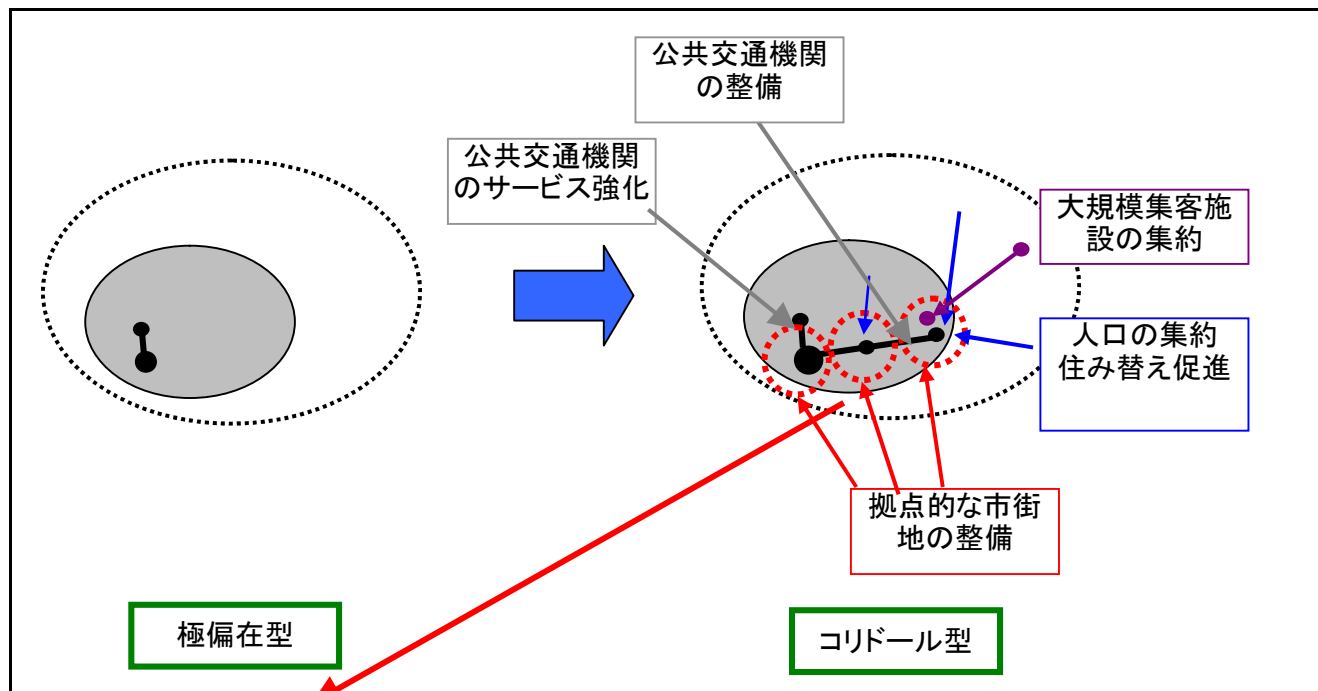 公共交通機関
の整備
公共交通機関
のサービス強化
大規模集客施
設の集約
人口の集約
住み替え促進
拠点的な市街
地の整備
極偏在型
コリドール型